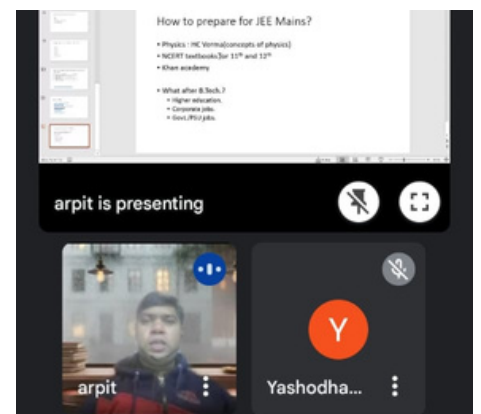 How to prepare for JEE Mains?
• Physics : HC Verma(concepts of physics)
• NCERT textbooks for 11th and 12th
• Khan academy
• What after B.Tech.?
• Higher education.
• Corporate jobs.
• Govt./PSU jobs.
arpit is presenting
Y
arpit
Yashodha...